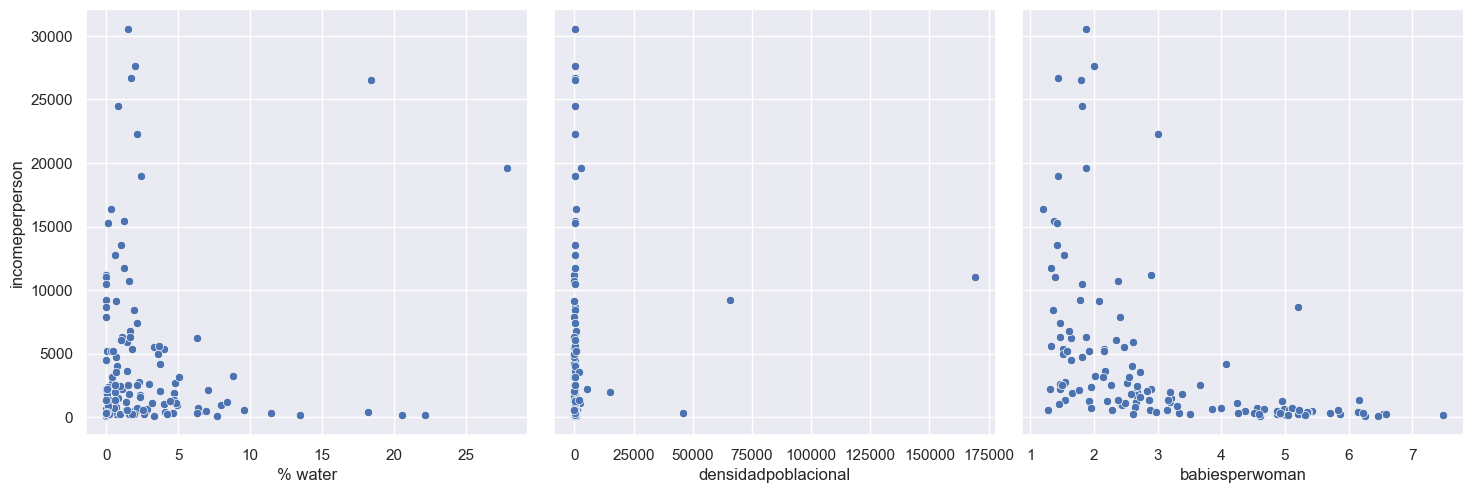 incomeperperson
30000
25000
20000
15000
10000
5000
0
0 5 10 15 20 25
% water
0 25000 50000 75000 100000 125000 150000 175000
densidadpoblacional
1 2 3 4 5 6 7
babiesperwoman